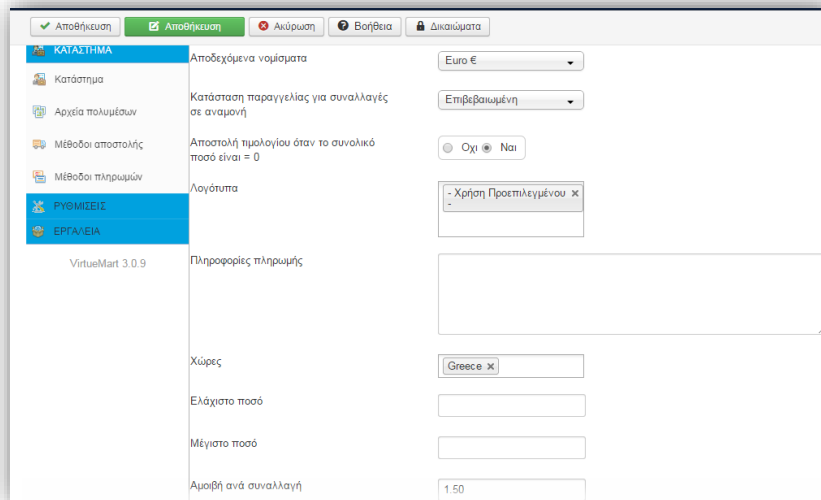 Αποθήκευση Αποθήκευση Ακύρωση Βοήθεια Δικαιώματα
ΚΑΤΑΣΤΗΜΑ
Κατάστημα
Αρχεία πολυμέσων
Μέθοδοι αποστολής
Μέθοδοι πληρωμών
ΡΥΘΜΙΣΕΙΣ
ΕΡΓΑΛΕΙΑ
VirtueMart 3.0.9
Αποδεχόμενα νομίσματα
Euro €
Κατάσταση παραγγελίας για συναλλαγές
σε αναμονή
Επιβεβαιωμένη
Αποστολή τιμολογίου όταν το συνολικό
ποσό είναι = 0
Οχι Ναι
Λογότυπα
- Χρήση Προεπιλεγμένου
-
Πληροφορίες πληρωμής
Χώρες
Greece
Ελάχιστο ποσό
Μέγιστο ποσό
Αμοιβή ανά συναλλαγή
1.50